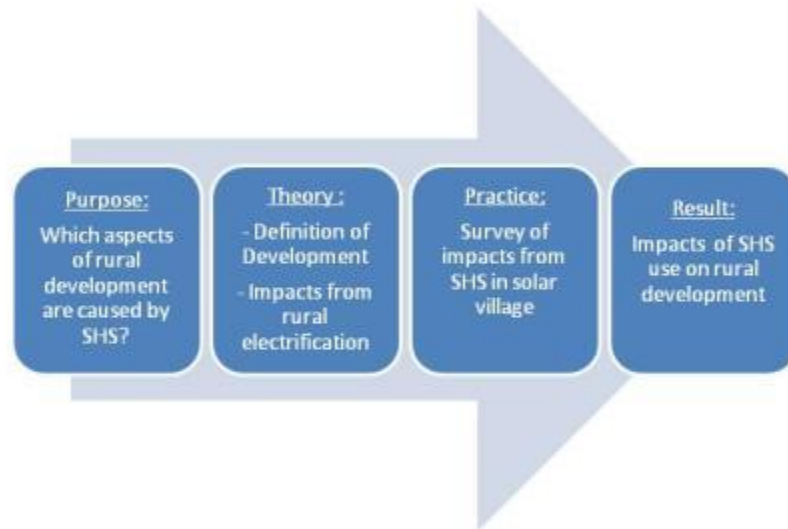 Purpose:
Which aspects
of rural
development
are caused by
SHS?
Theory :
- Definition of
Development
- Impacts from
rural
electrification
Practice:
Survey of
impacts from
SHS in solar
village
Result:
Impacts of SHS
use on rural
development